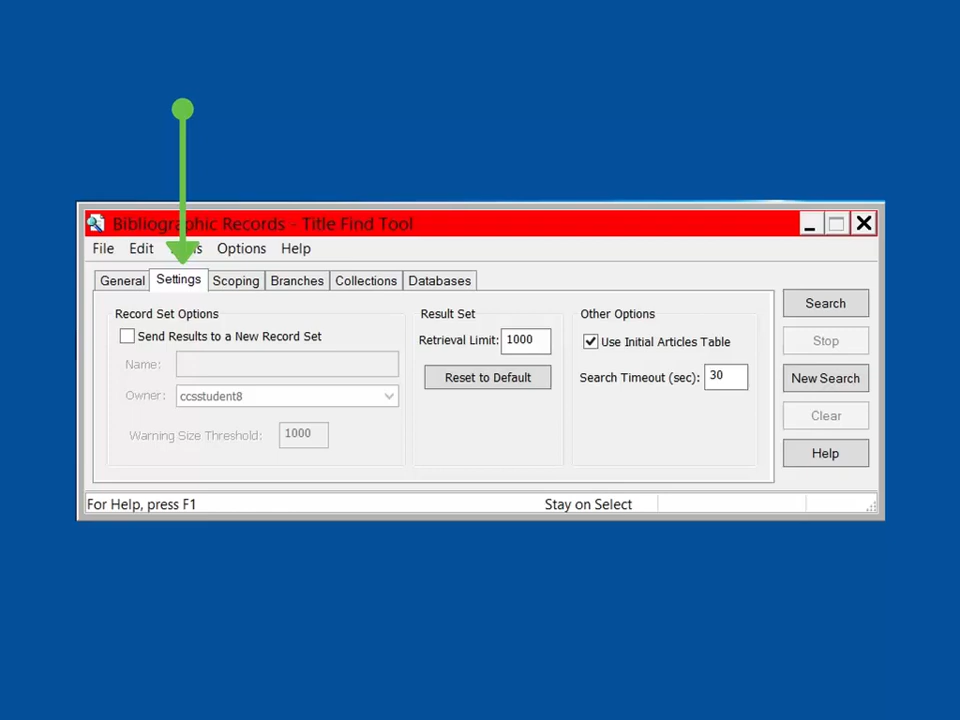 Bibliographic Records - Title Find Tool
File Edit Options Help
General Settings Scoping Branches Collections Databases
Record Set Options
Send Results to a New Record Set
Name:
Owner: ccsstudent8
Warning Size Threshold: 1000
Result Set
Retrieval Limit: 1000
Reset to Default
Other Options
Use Initial Articles Table
Search Timeout (sec): 30
Search
Stop
New Search
Clear
Help
For Help, press F1 Stay on Select